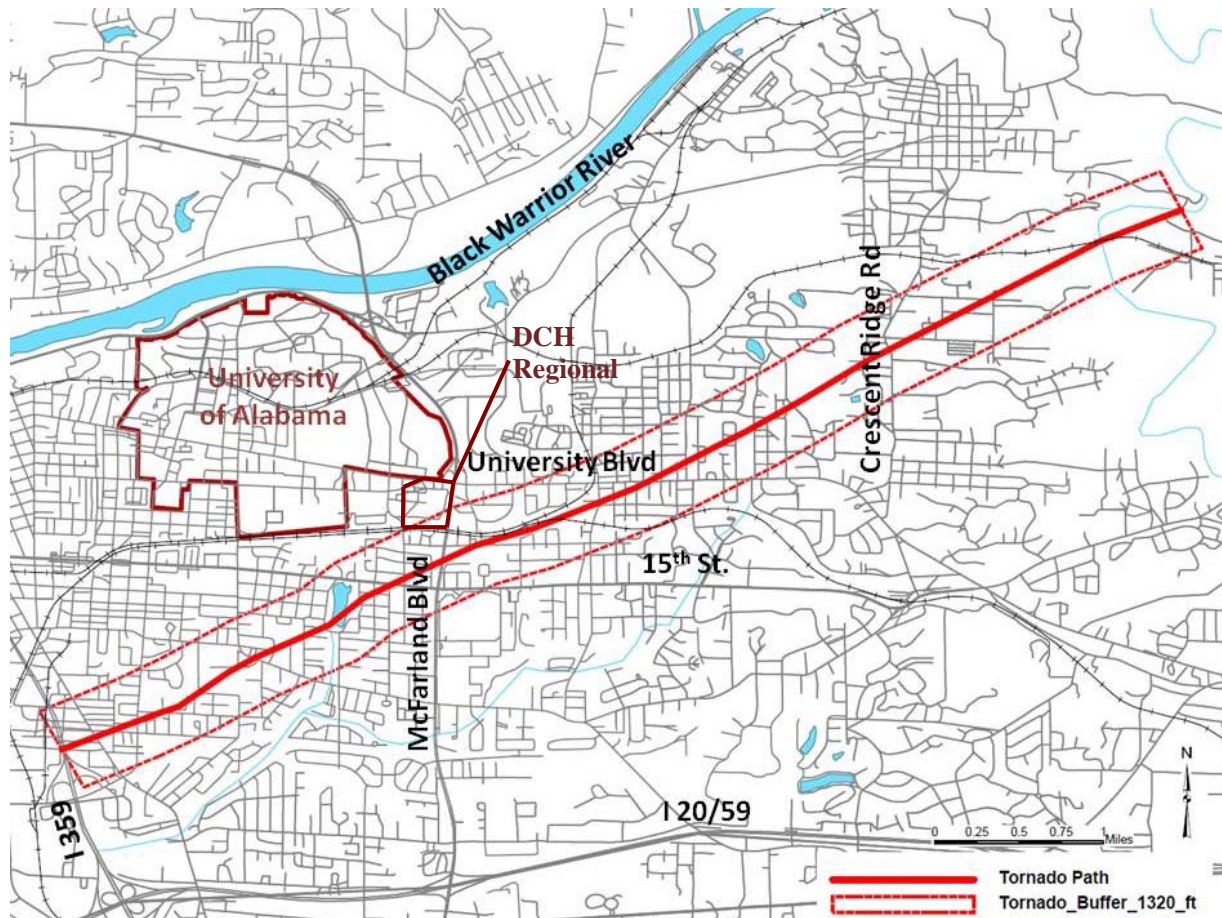 Black Warrior River
DCH
Regional
University
of Alabama
University Blvd
Crescent Ridge Rd
15th St.
McFarland Blvd
I 359
I 20/59
N
0 0.25 0.5 0.75 1
Miles
Tornado Path
Tornado_Buffer_1320_ft